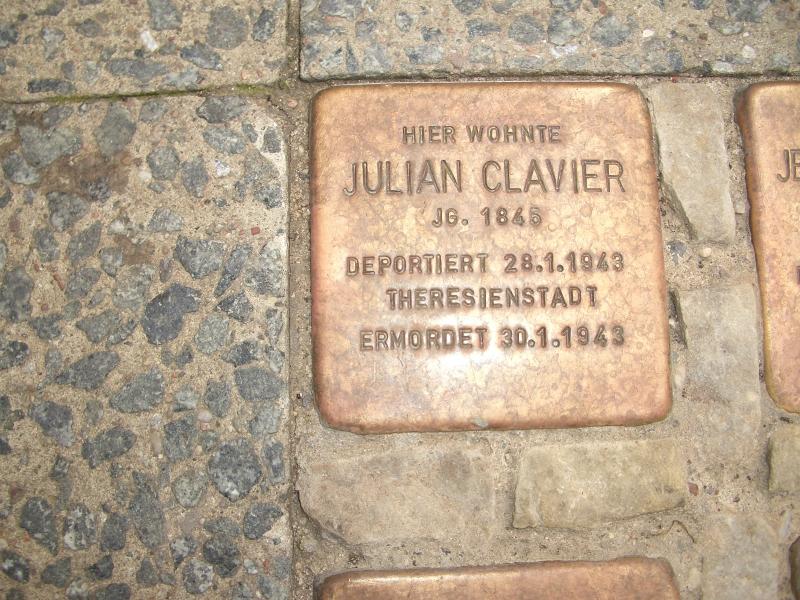 HIER WOHNTE
JULIAN CLAVIER
JG. 1845
DEPORTIERT 28.1.1943
THERESIENSTADT
ERMORDET 30.1.1943